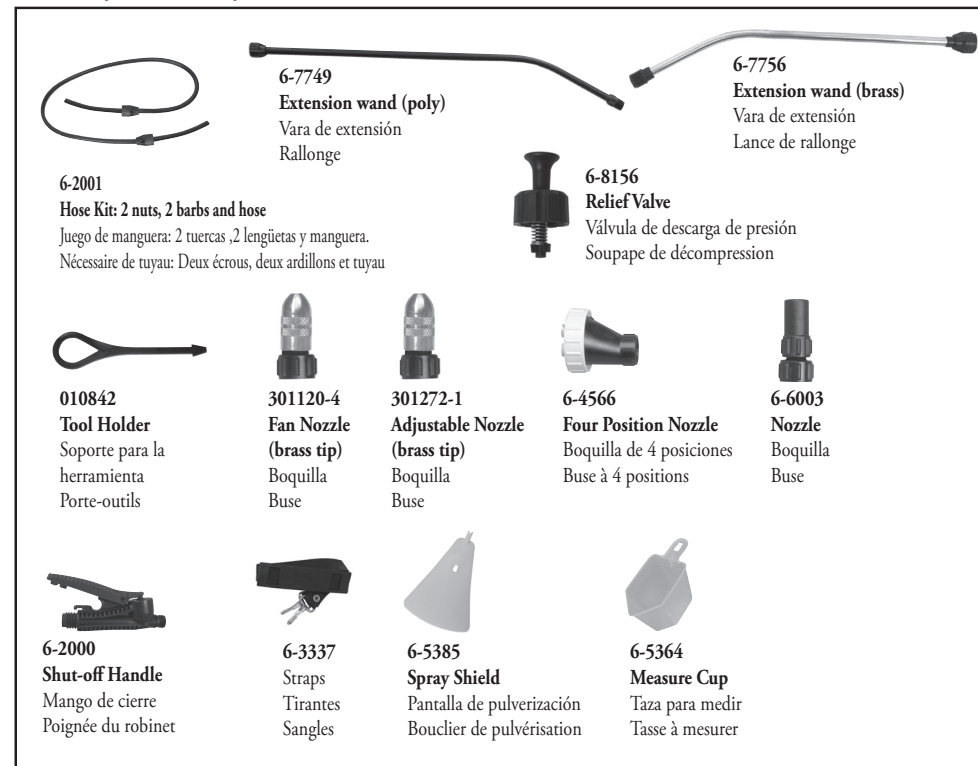 6-7749
Extension wand (poly)
Vara de extensión
Rallonge
6-7756
Extension wand (brass)
Vara de extensión
Lance de rallonge
6-2001
Hose Kit: 2 nuts, 2 barbs and hose
Juego de manguera: 2 tuercas ,2 lengüetas y manguera.
Nécessaire de tuyau: Deux écrous, deux ardillons et tuyau
6-8156
Relief Valve
Válvula de descarga de presión
Soupape de décompression
010842
Tool Holder
Soporte para la
herramienta
Porte-outils
301120-4
Fan Nozzle
(brass tip)
Boquilla
Buse
301272-1
Adjustable Nozzle
(brass tip)
Boquilla
Buse
6-4566
Four Position Nozzle
Boquilla de 4 posiciones
Buse à 4 positions
6-6003
Nozzle
Boquilla
Buse
6-2000
Shut-off Handle
Mango de cierre
Poignée du robinet
6-3337
Straps
Tirantes
Sangles
6-5385
Spray Shield
Pantalla de pulverización
Bouclier de pulvérisation
6-5364
Measure Cup
Taza para medir
Tasse à mesurer